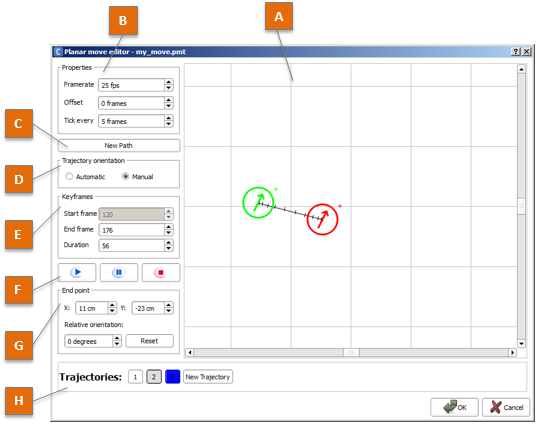 B
A
C Planar move editor - my_move.pmt
Properties
Framerate 25 fps
Offset 0 frames
Tick every 5 frames
C
New Path
D
Trajectory orientation
Automatic Manual
E
Keyframes
Start frame 120
End frame 176
Duration 56
F
G
End point
X: 11 cm Y: -23 cm
Relative orientation:
0 degrees Reset
H
Trajectories: 1 2 New Trajectory
OK Cancel